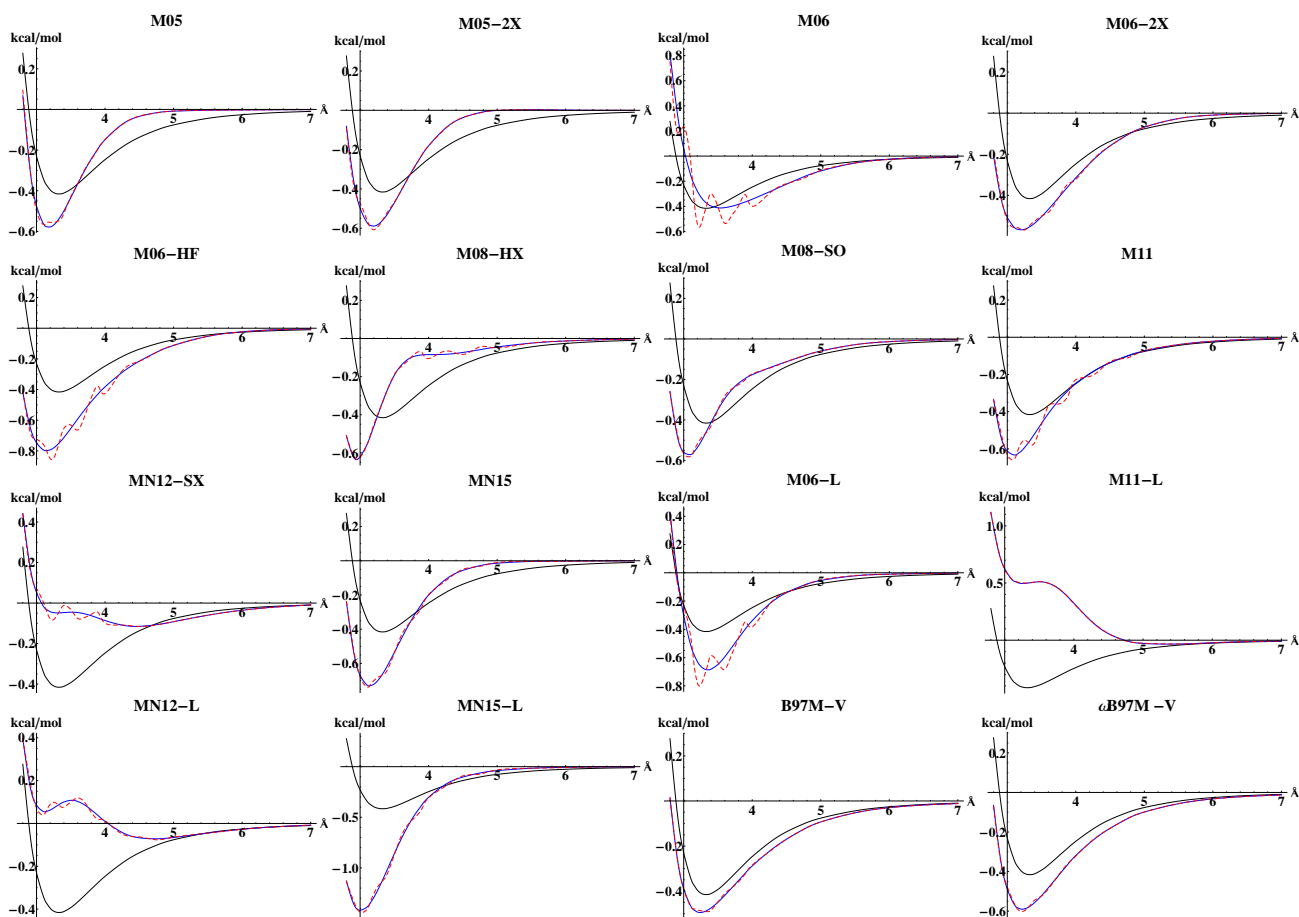 M05
M05−2X
M06
M06−2X
kcal/mol
kcal/mol
kcal/mol
kcal/mol
0.2
−0.2
−0.4
−0.6
4
5
6
7
Å
0.2
−0.2
−0.4
−0.6
4
5
6
7
Å
0.8
0.6
0.4
0.2
−0.2
−0.4
−0.6
4
5
6
7
Å
0.2
−0.2
−0.4
4
5
6
7
Å
M06−HF
M08−HX
M08−SO
M11
kcal/mol
kcal/mol
kcal/mol
kcal/mol
0.2
−0.2
−0.4
−0.6
−0.8
4
5
6
7
Å
0.2
−0.2
−0.4
−0.6
4
5
6
7
Å
0.2
−0.2
−0.4
−0.6
4
5
6
7
Å
0.2
−0.2
−0.4
−0.6
4
5
6
7
Å
MN12−SX
MN15
M06−L
M11−L
kcal/mol
kcal/mol
kcal/mol
kcal/mol
0.4
0.2
−0.2
−0.4
4
5
6
7
Å
0.2
−0.2
−0.4
−0.6
4
5
6
7
Å
0.4
0.2
−0.2
−0.4
−0.6
−0.8
4
5
6
7
Å
1.0
0.5
4
5
6
7
Å
MN12−L
MN15−L
B97M−V
ωB97M −V
kcal/mol
kcal/mol
kcal/mol
kcal/mol
0.4
0.2
−0.2
−0.4
4
5
6
7
Å
−0.5
−1.0
4
5
6
7
Å
0.2
−0.2
−0.4
4
5
6
7
Å
0.2
−0.2
−0.4
−0.6
4
5
6
7
Å